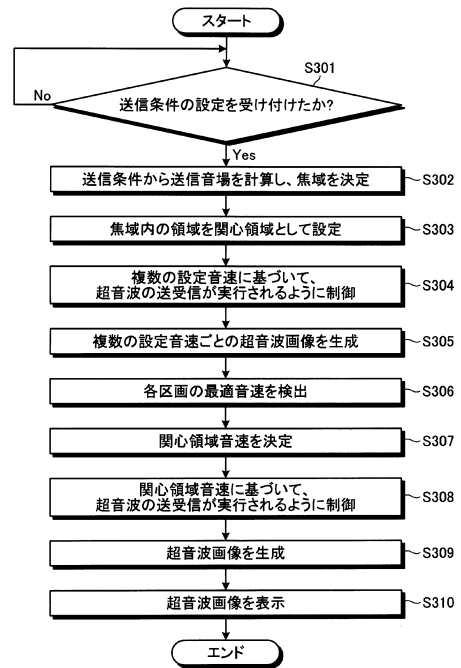 スタート
S301
No
送信条件の設定を受け付けたか?
Yes
送信条件から送信音場を計算し、焦域を決定
S302
焦域内の領域を関心領域として設定
S303
複数の設定音速に基づいて、
超音波の送受信が実行されるように制御
S304
複数の設定音速ごとの超音波画像を生成
S305
各区画の最適音速を検出
S306
関心領域音速を決定
S307
関心領域音速に基づいて、
超音波の送受信が実行されるように制御
S308
超音波画像を生成
S309
超音波画像を表示
S310
エンド